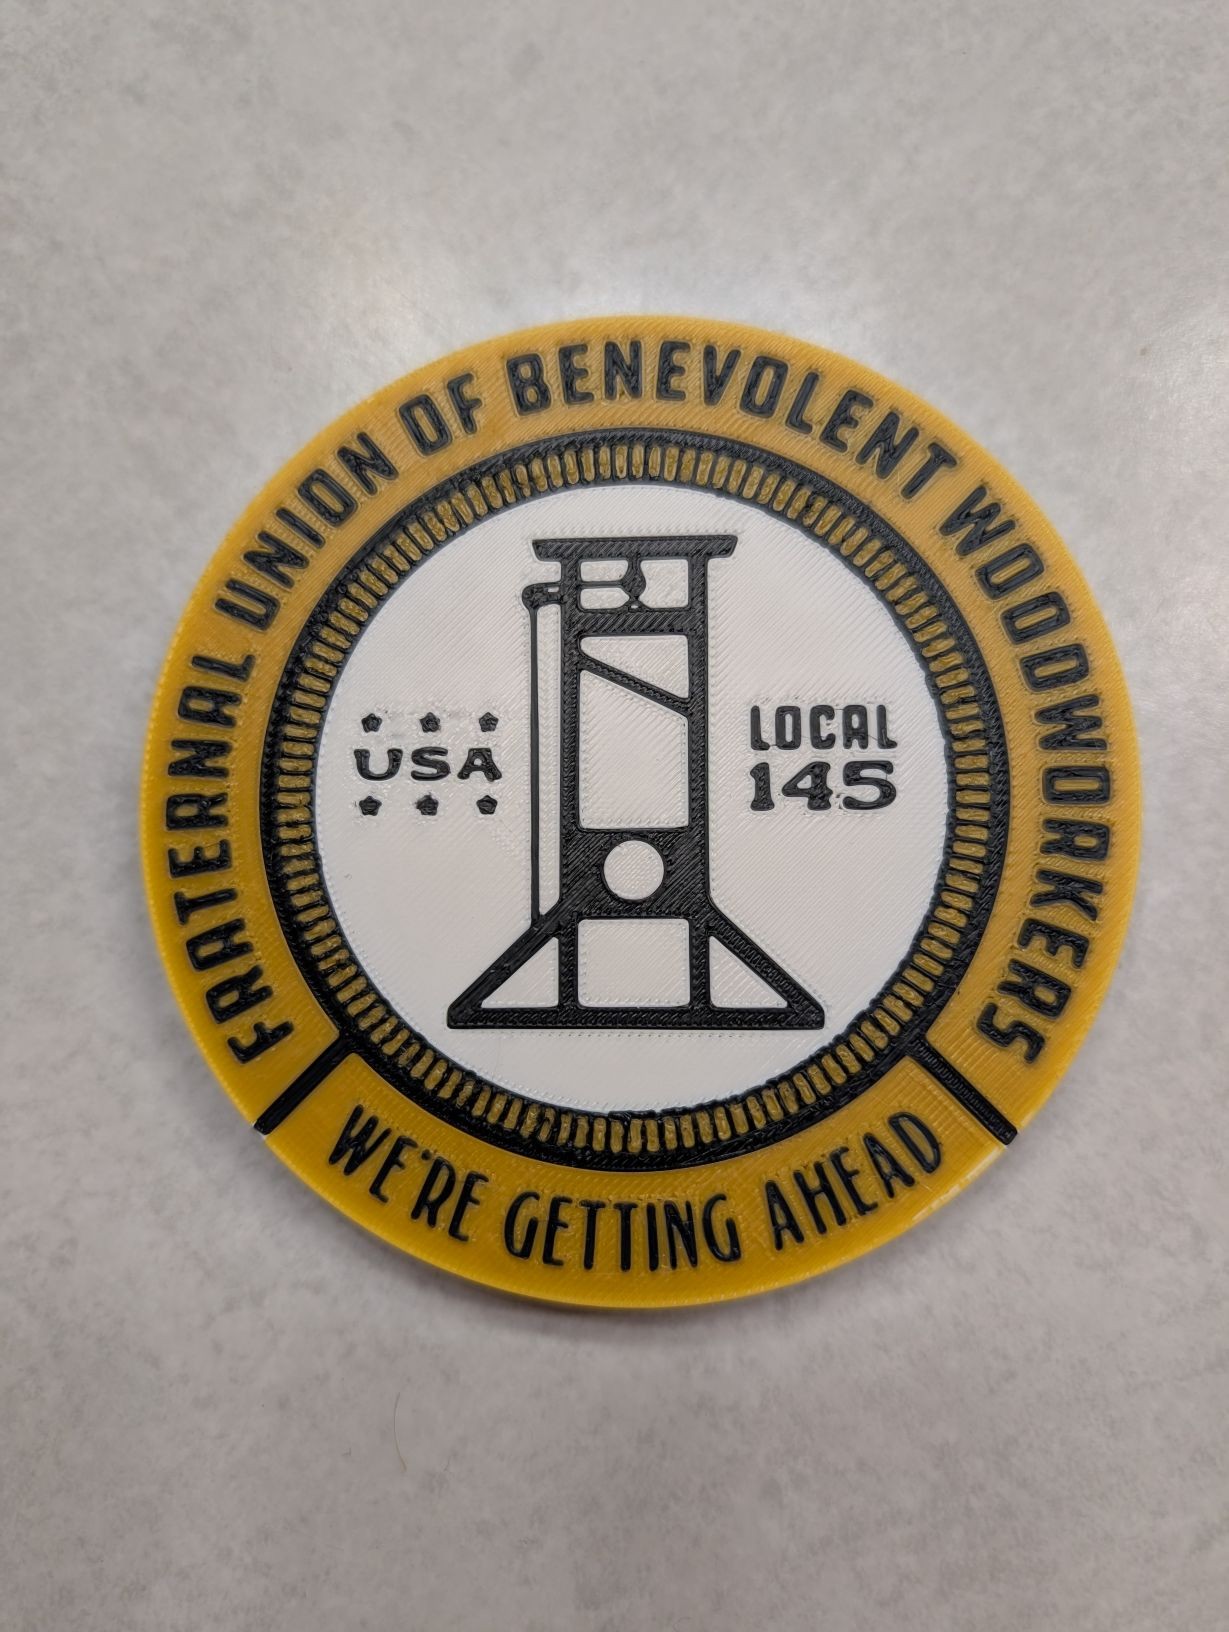 FRATERNAL UNION OF BENEVOLENT WOODWORKERS
USA
LOCAL
145
WE'RE GETTING AHEAD